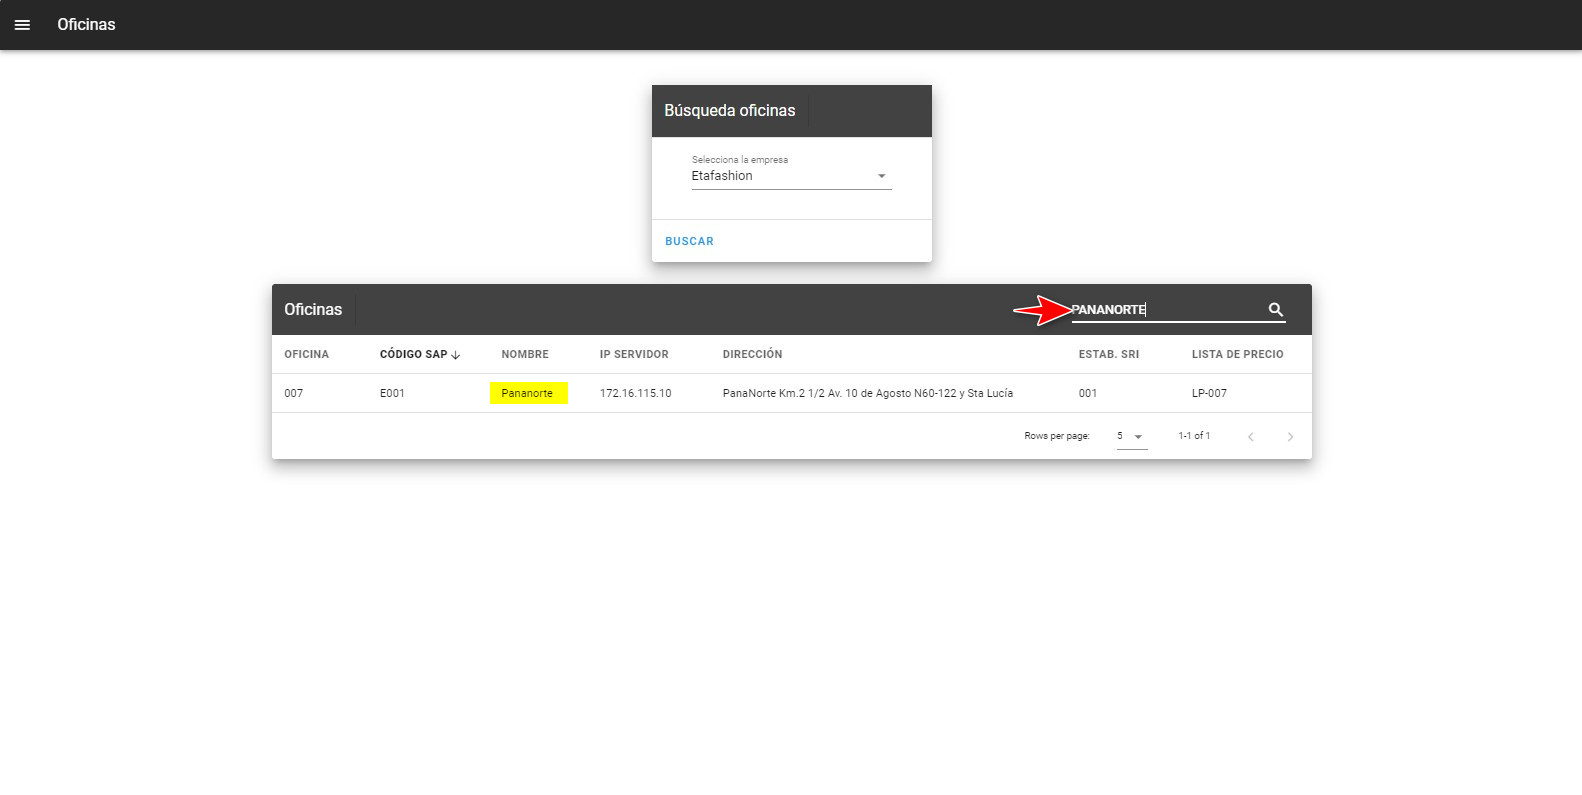 Oficinas
Búsqueda oficinas
Selecciona la empresa
Etafashion
BUSCAR
Oficinas PANANORTE
OFICINA CÓDIGO SAP NOMBRE IP SERVIDOR DIRECCIÓN ESTAB. SRI LISTA DE PRECIO
007 E001 Pananorte 172.16.115.10 PanaNorte Km.2 1/2 Av. 10 de Agosto N60-122 y Sta Lucía 001 LP-007
Rows per page: 5 1-1 of 1